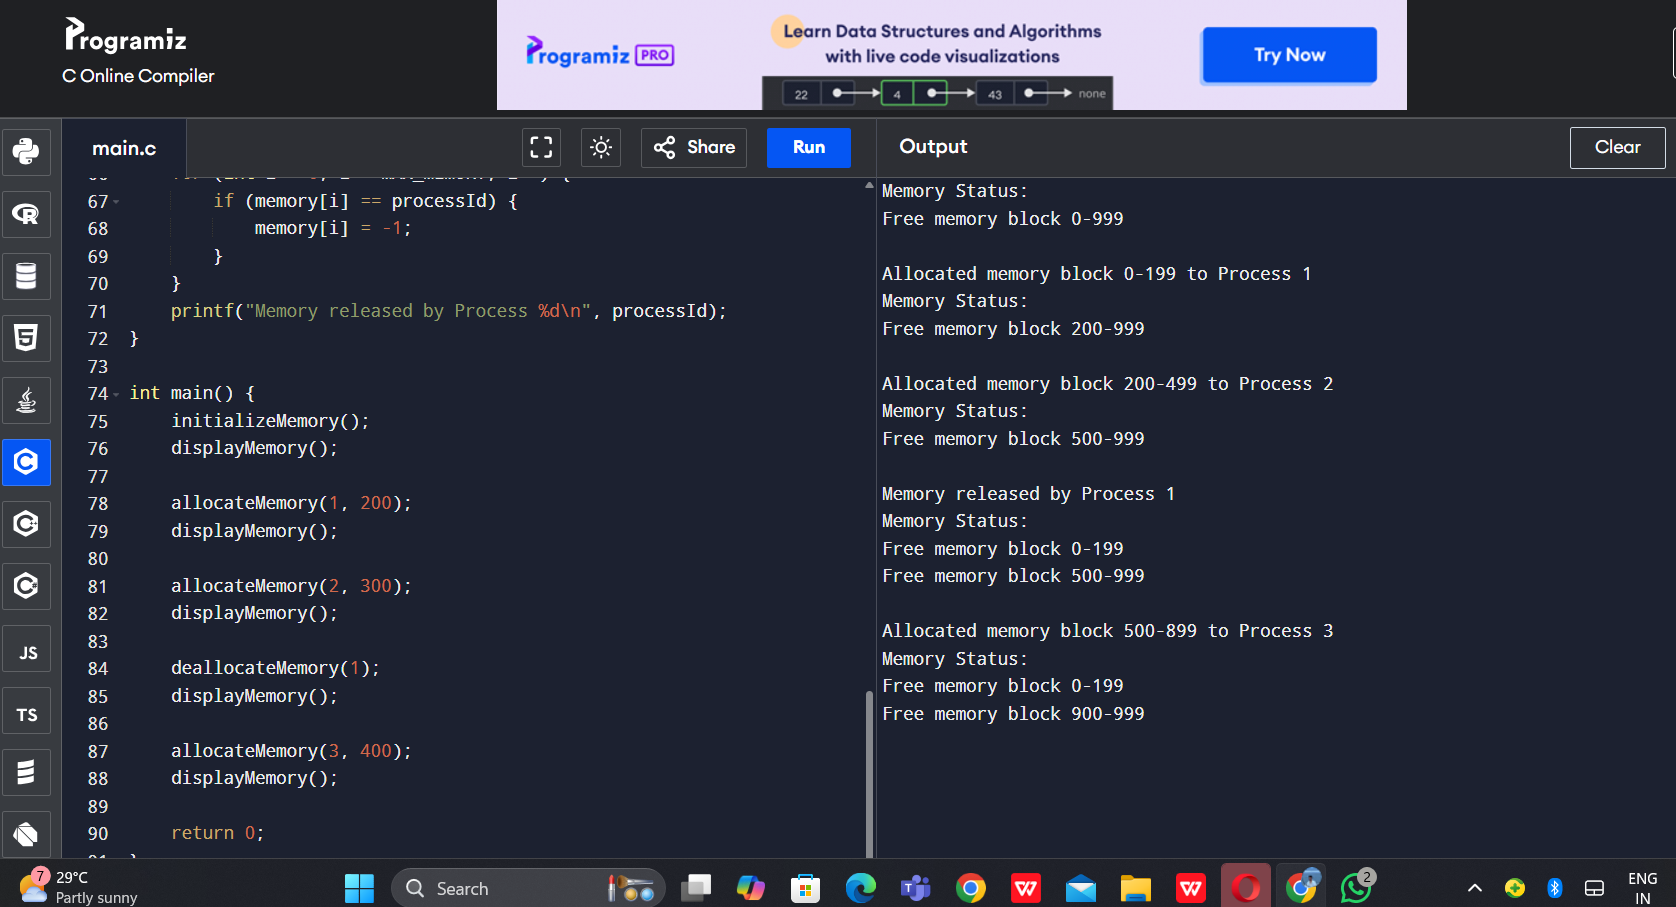 Programiz
C Online Compiler
Programiz PRO
Learn Data Structures and Algorithms
with live code visualizations
22 4 43 none
Try Now
main.c
Share
Run
Output
Clear
67 if (memory[i] == processId) {
68 memory[i] = -1;
69 }
70 }
71 printf("Memory released by Process %d\n", processId);
72 }
73
74 int main() {
75 initializeMemory();
76 displayMemory();
77
78 allocateMemory(1, 200);
79 displayMemory();
80
81 allocateMemory(2, 300);
82 displayMemory();
83
84 deallocateMemory(1);
85 displayMemory();
86
87 allocateMemory(3, 400);
88 displayMemory();
89
90 return 0;
Memory Status:
Free memory block 0-999
Allocated memory block 0-199 to Process 1
Memory Status:
Free memory block 200-999
Allocated memory block 200-499 to Process 2
Memory Status:
Free memory block 500-999
Memory released by Process 1
Memory Status:
Free memory block 0-199
Free memory block 500-999
Allocated memory block 500-899 to Process 3
Memory Status:
Free memory block 0-199
Free memory block 900-999
R
5
C
C
C
JS
TS
7
29°C
Partly sunny
Search
2
ENG
IN